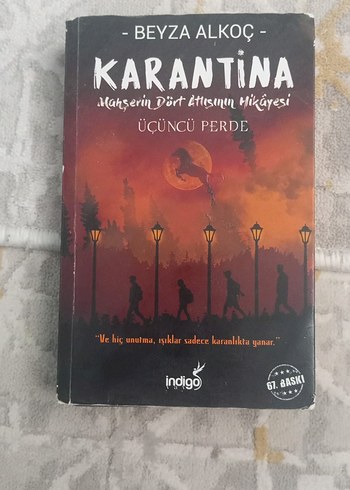 - BEYZA ALKOÇ -
KARANTİNA
Mahşerin Dört Atlısının Hikâyesi
ÜÇÜNCÜ PERDE
"Ve hiç unutma, ışıklar sadece karanlıkta yanar."
indigo
67. BASKI